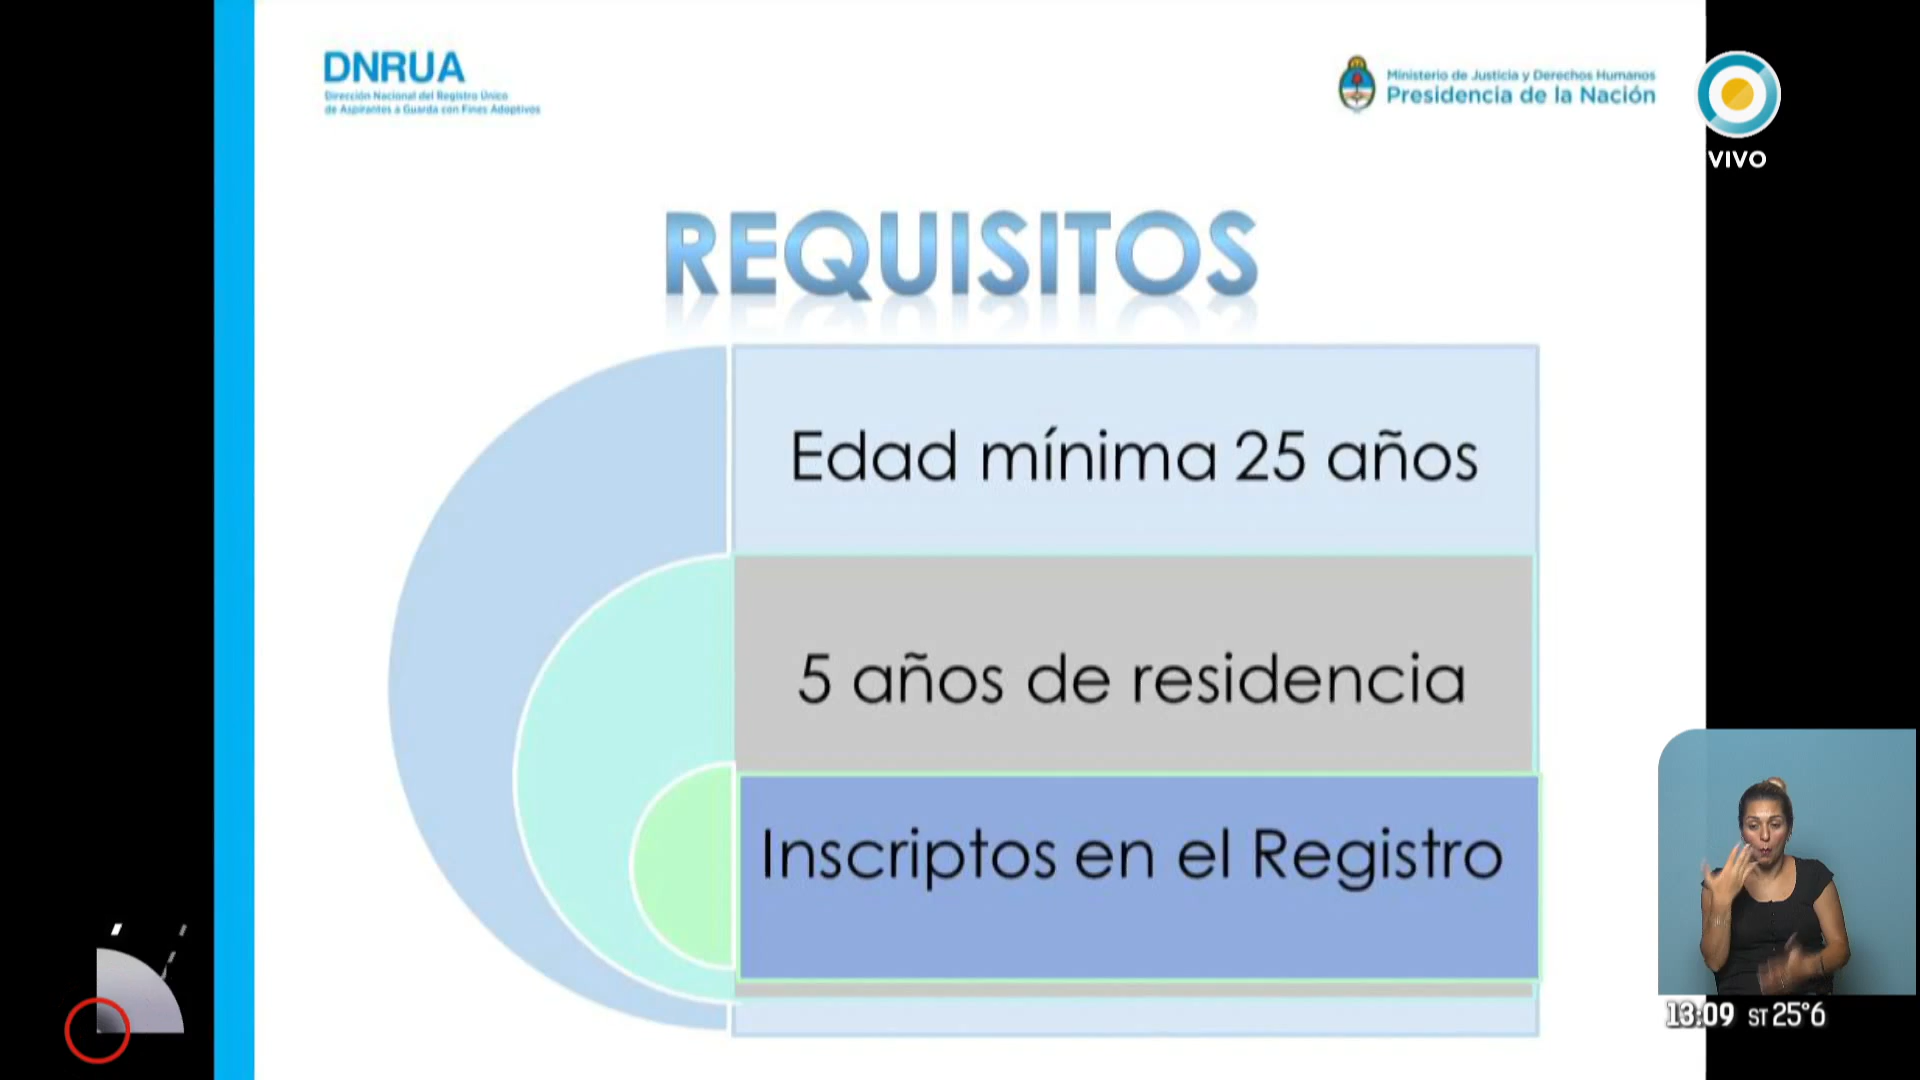 DNRUA
Dirección Nacional del Registro Único
de Aspirantes a Guarda con Fines Adoptivos
Ministerio de Justicia y Derechos Humanos
Presidencia de la Nación
VIVO
REQUISITOS
Edad mínima 25 años
5 años de residencia
Inscriptos en el Registro
13:09 ST 25°6